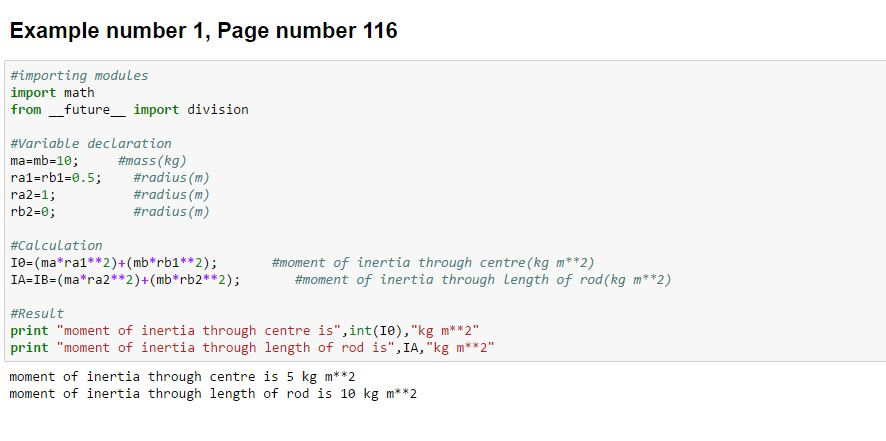 Example number 1, Page number 116
#importing modules
import math
from __future__ import division
#Variable declaration
ma=mb=10;     #mass(kg)
ra1=rb1=0.5;    #radius(m)
ra2=1;          #radius(m)
rb2=0;          #radius(m)
#Calculation
I0=(ma*ra1**2)+(mb*rb1**2);       #moment of inertia through centre(kg m**2)
IA=IB=(ma*ra2**2)+(mb*rb2**2);       #moment of inertia through length of rod(kg m**2)
#Result
print "moment of inertia through centre is",int(I0),"kg m**2"
print "moment of inertia through length of rod is",IA,"kg m**2"
moment of inertia through centre is 5 kg m**2
moment of inertia through length of rod is 10 kg m**2